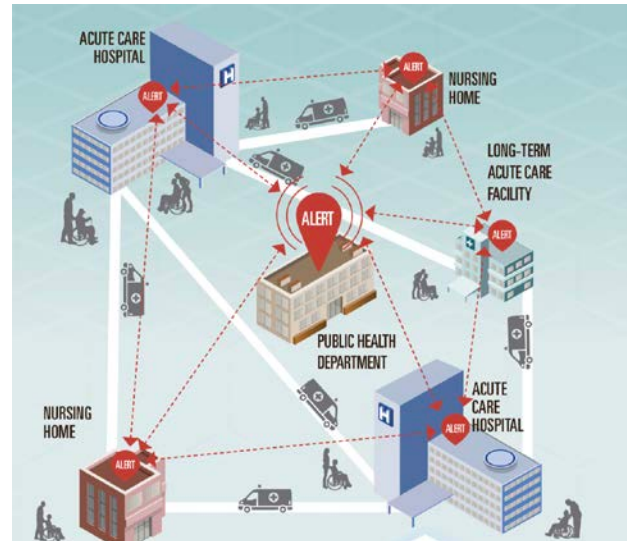 ACUTE CARE
HOSPITAL
H
ALERT
ALERT
NURSING
HOME
LONG-TERM
ACUTE CARE
FACILITY
ALERT
ALERT
PUBLIC HEALTH
DEPARTMENT
NURSING
HOME
ALERT
H
ACUTE
CARE
HOSPITAL
ALERT